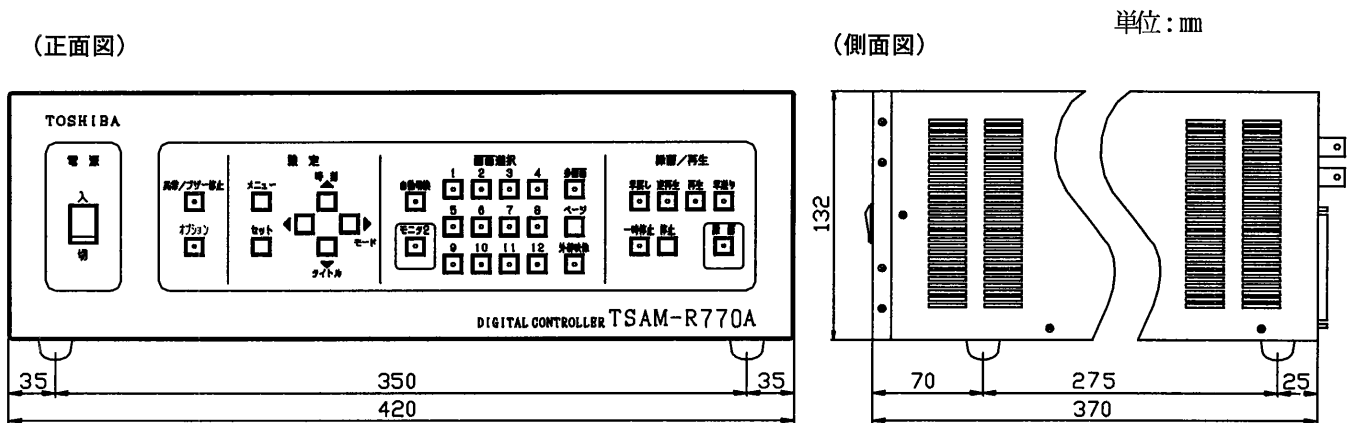 単位:㎜
(正面図)
(側面図)
TOSHIBA
電源
入
切
異常/ブザー停止
オプション
設定
メニュー
セット
時刻
モード
タイトル
画面選択
自動切換
モニタ2
1 2 3 4
5 6 7 8
9 10 11 12
多画面
ページ
外部映像
録画/再生
早戻し 逆再生 再生 早送り
一時停止 停止
録画
DIGITAL CONTROLLER TSAM-R770A
35 350 35
420
132
70 275 25
370